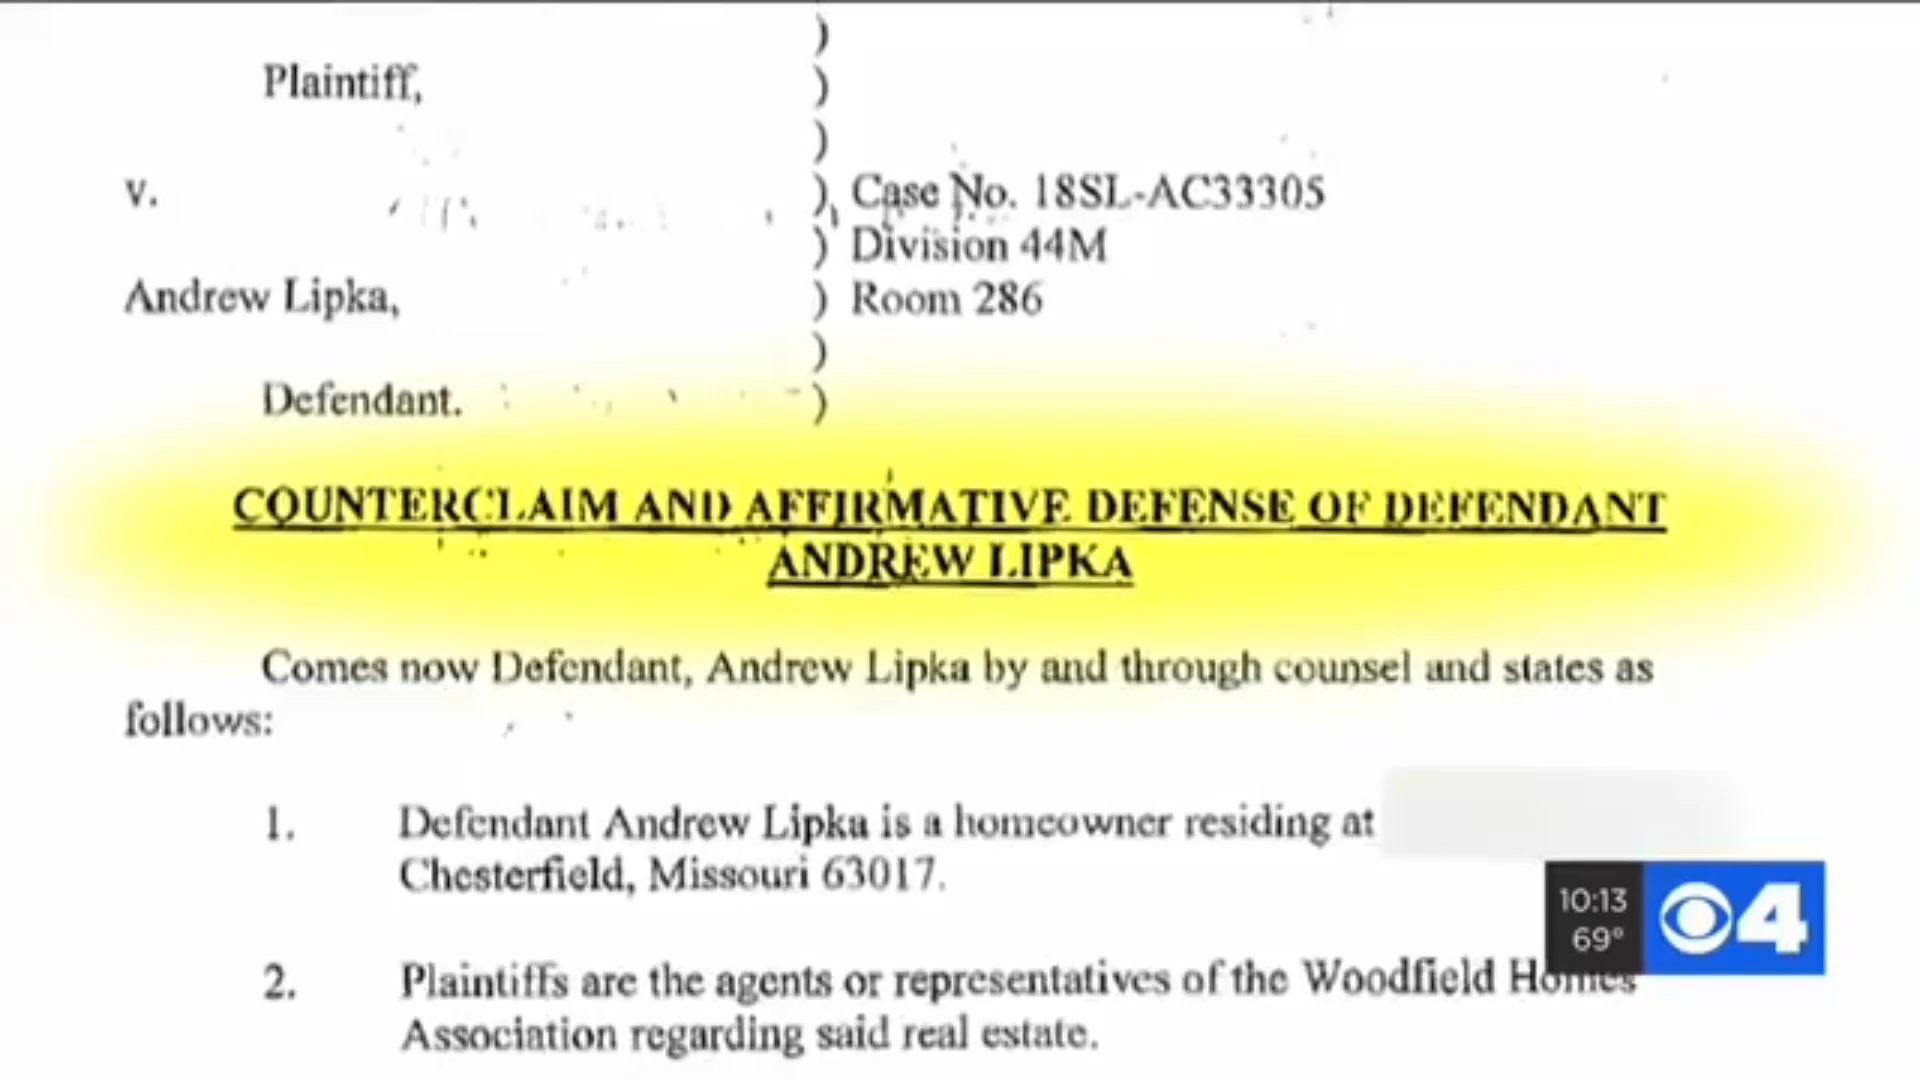 )
Plaintiff, )
)
v. ) Case No. 18SL-AC33305
) Division 44M
Andrew Lipka, ) Room 286
)
Defendant. )
COUNTERCLAIM AND AFFIRMATIVE DEFENSE OF DEFENDANT
ANDREW LIPKA
Comes now Defendant, Andrew Lipka by and through counsel and states as
follows:
1. Defendant Andrew Lipka is a homeowner residing at
Chesterfield, Missouri 63017.
2. Plaintiffs are the agents or representatives of the Woodfield Homes
Association regarding said real estate.
10:13
69°
4